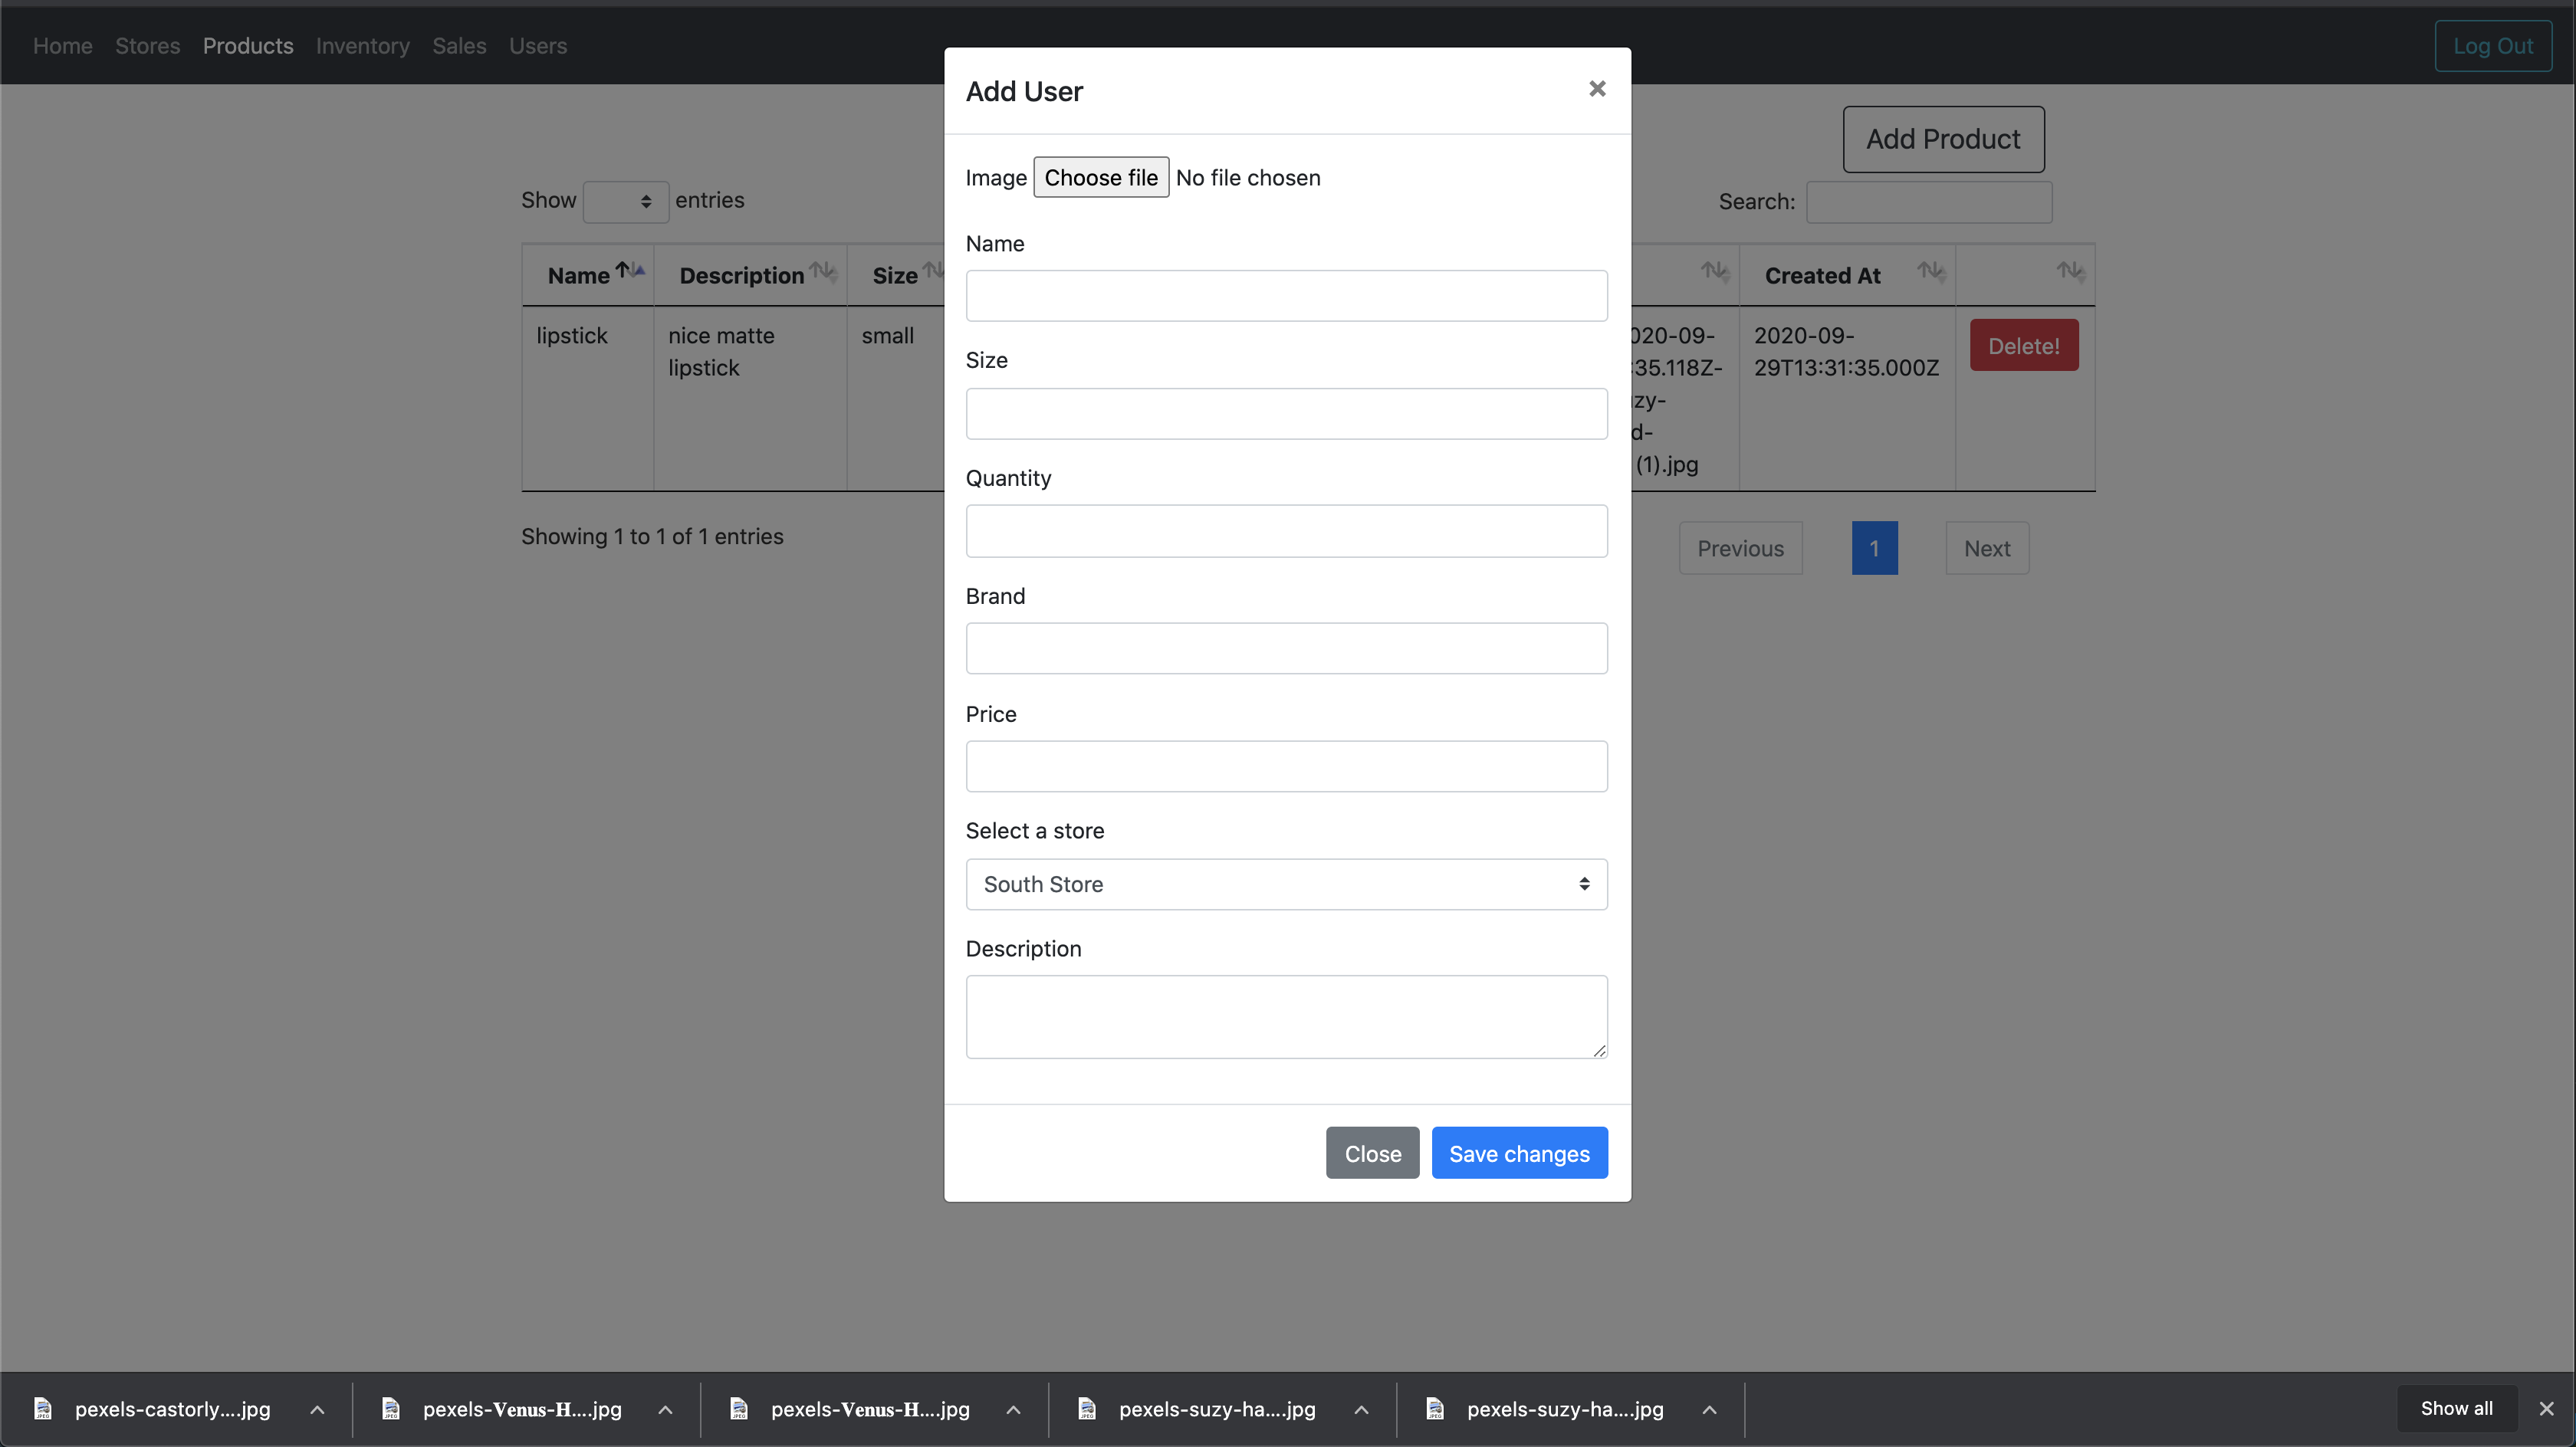 Home Stores Products Inventory Sales Users Log Out
Add User ×
Add Product
Image Choose file No file chosen
Show entries
Search:
Name
Size
Quantity
Brand
Price
Select a store
South Store
Description
Close Save changes
Name Description Size Created At
lipstick nice matte small 020-09- 2020-09- Delete!
lipstick :35.118Z- 29T13:31:35.000Z
zy-
d-
(1).jpg
Showing 1 to 1 of 1 entries
Previous 1 Next
pexels-castorly....jpg pexels-𝐕𝐞𝐧𝐮𝐬-𝐇....jpg pexels-𝐕𝐞𝐧𝐮𝐬-𝐇....jpg pexels-suzy-ha....jpg pexels-suzy-ha....jpg Show all